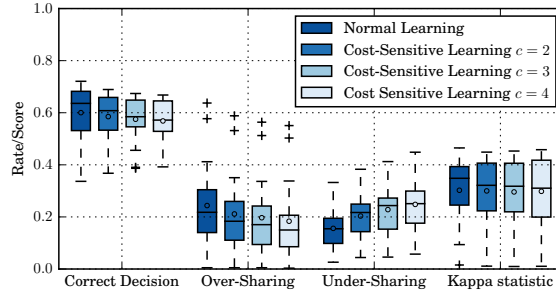 1.0
0.8
0.6
0.4
0.2
0.0
Rate/Score
Normal Learning
Cost-Sensitive Learning c = 2
Cost-Sensitive Learning c = 3
Cost Sensitive Learning c = 4
Correct Decision Over-Sharing Under-Sharing Kappa statistic